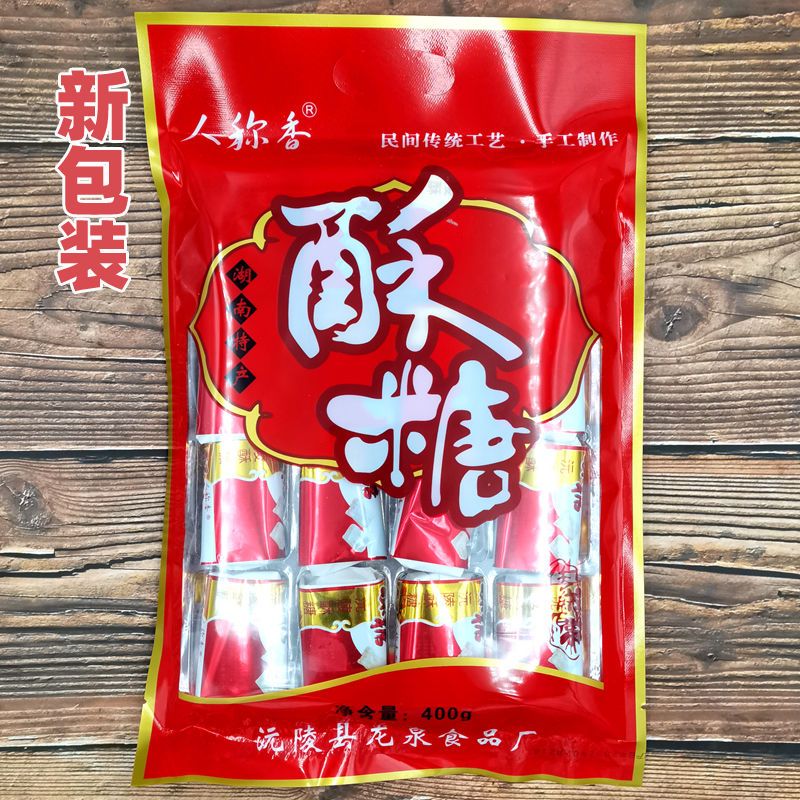 新包装
人称香®
民间传统工艺·手工制作
酥糖
湖南特产
净含量：400g
沅陵县花泉食品厂